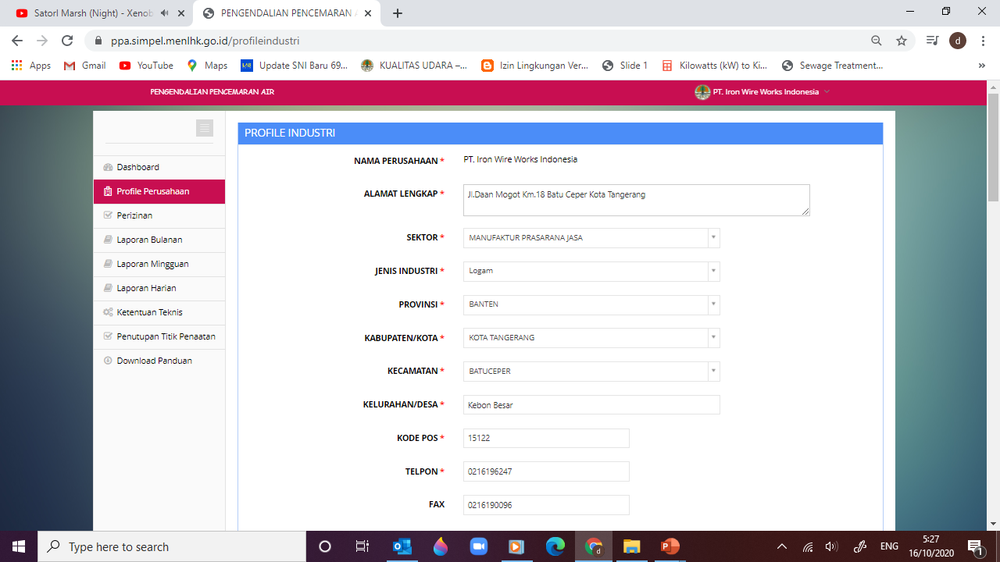 Satorl Marsh (Night) - Xenob
PENGENDALIAN PENCEMARAN A
ppa.simpel.menlhk.go.id/profileindustri
d
Apps
Gmail
YouTube
Maps
Update SNI Baru 69...
KUALITAS UDARA –...
Izin Lingkungan Ver...
Slide 1
Kilowatts (kW) to Ki...
Sewage Treatment...
»
PENGENDALIAN PENCEMARAN AIR
PT. Iron Wire Works Indonesia
Dashboard
Profile Perusahaan
Perizinan
Laporan Bulanan
Laporan Mingguan
Laporan Harian
Ketentuan Teknis
Penutupan Titik Penaatan
Download Panduan
PROFILE INDUSTRI
NAMA PERUSAHAAN * PT. Iron Wire Works Indonesia
ALAMAT LENGKAP * Jl.Daan Mogot Km.18 Batu Ceper Kota Tangerang
SEKTOR * MANUFAKTUR PRASARANA JASA
JENIS INDUSTRI * Logam
PROVINSI * BANTEN
KABUPATEN/KOTA * KOTA TANGERANG
KECAMATAN * BATUCEPER
KELURAHAN/DESA * Kebon Besar
KODE POS * 15122
TELPON * 0216196247
FAX 0216190096
Type here to search
ENG
5:27
16/10/2020
1